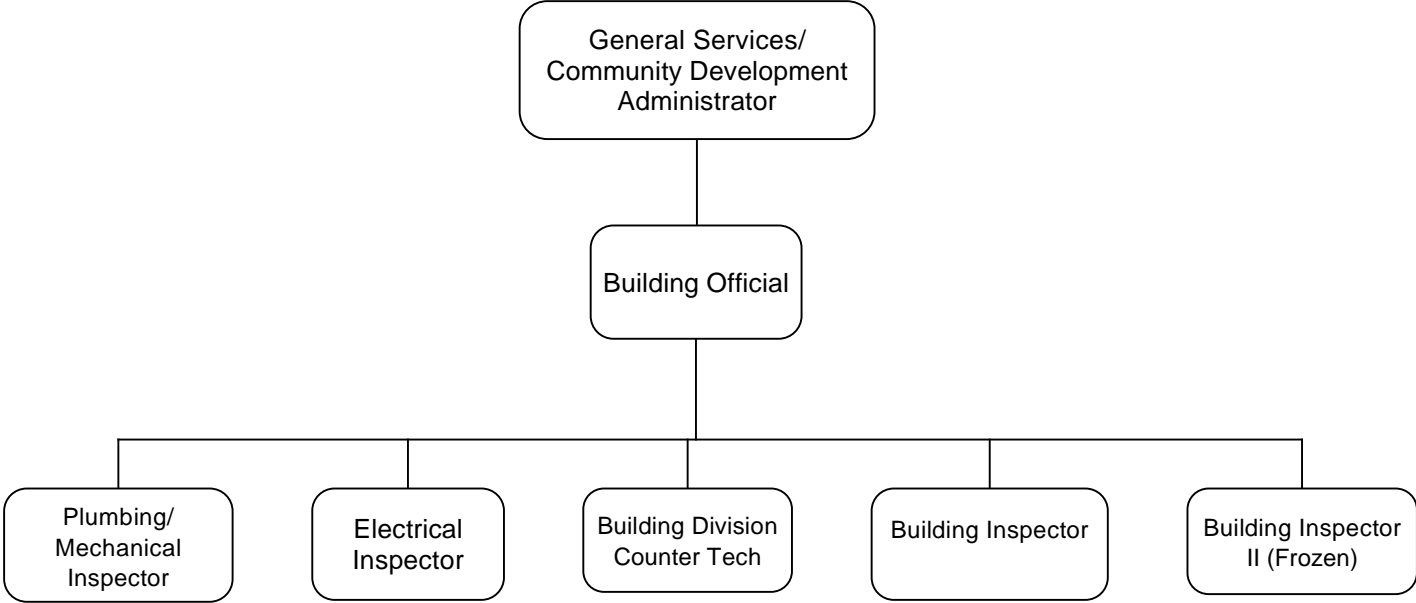 General Services/
Community Development
Administrator
Building Official
Plumbing/
Mechanical
Inspector
Electrical
Inspector
Building Division
Counter Tech
Building Inspector
Building Inspector
II (Frozen)